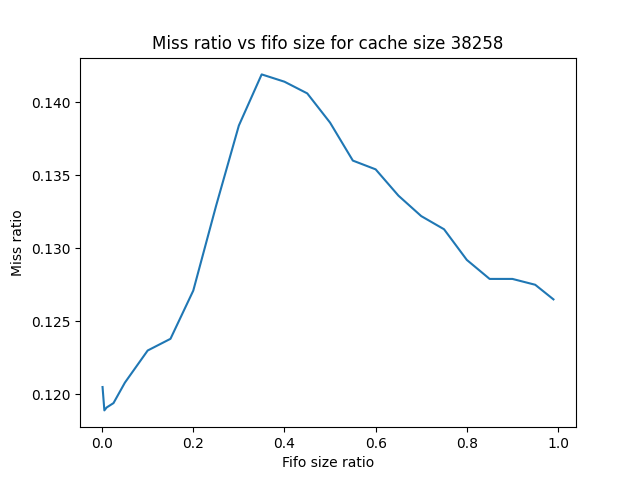 Miss ratio vs fifo size for cache size 38258
0.140
0.135
0.130
0.125
0.120
Miss ratio
0.0 0.2 0.4 0.6 0.8 1.0
Fifo size ratio